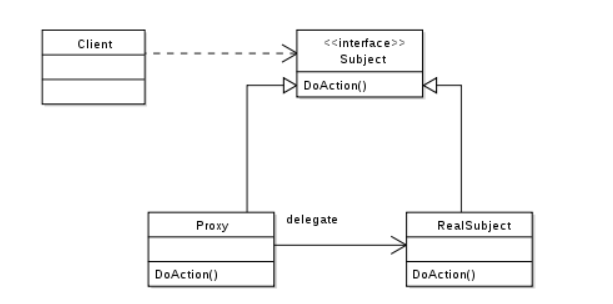 Client
<<interface>>
Subject
DoAction()
Proxy
delegate
RealSubject
DoAction()
DoAction()